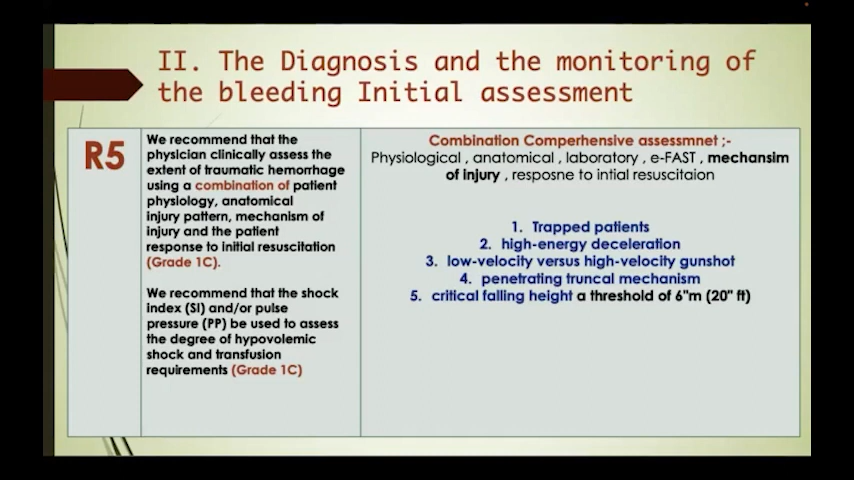 II. The Diagnosis and the monitoring of
the bleeding Initial assessment
R5
We recommend that the
physician clinically assess the
extent of traumatic hemorrhage
using a combination of patient
physiology, anatomical
injury pattern, mechanism of
injury and the patient
response to initial resuscitation
(Grade 1C).
We recommend that the shock
index (SI) and/or pulse
pressure (PP) be used to assess
the degree of hypovolemic
shock and transfusion
requirements (Grade 1C)
Combination Comperhensive assessmnet ;-
Physiological , anatomical , laboratory , e-FAST , mechansim
of injury , resposne to intial resuscitaion
1. Trapped patients
2. high-energy deceleration
3. low-velocity versus high-velocity gunshot
4. penetrating truncal mechanism
5. critical falling height a threshold of 6"m (20" ft)